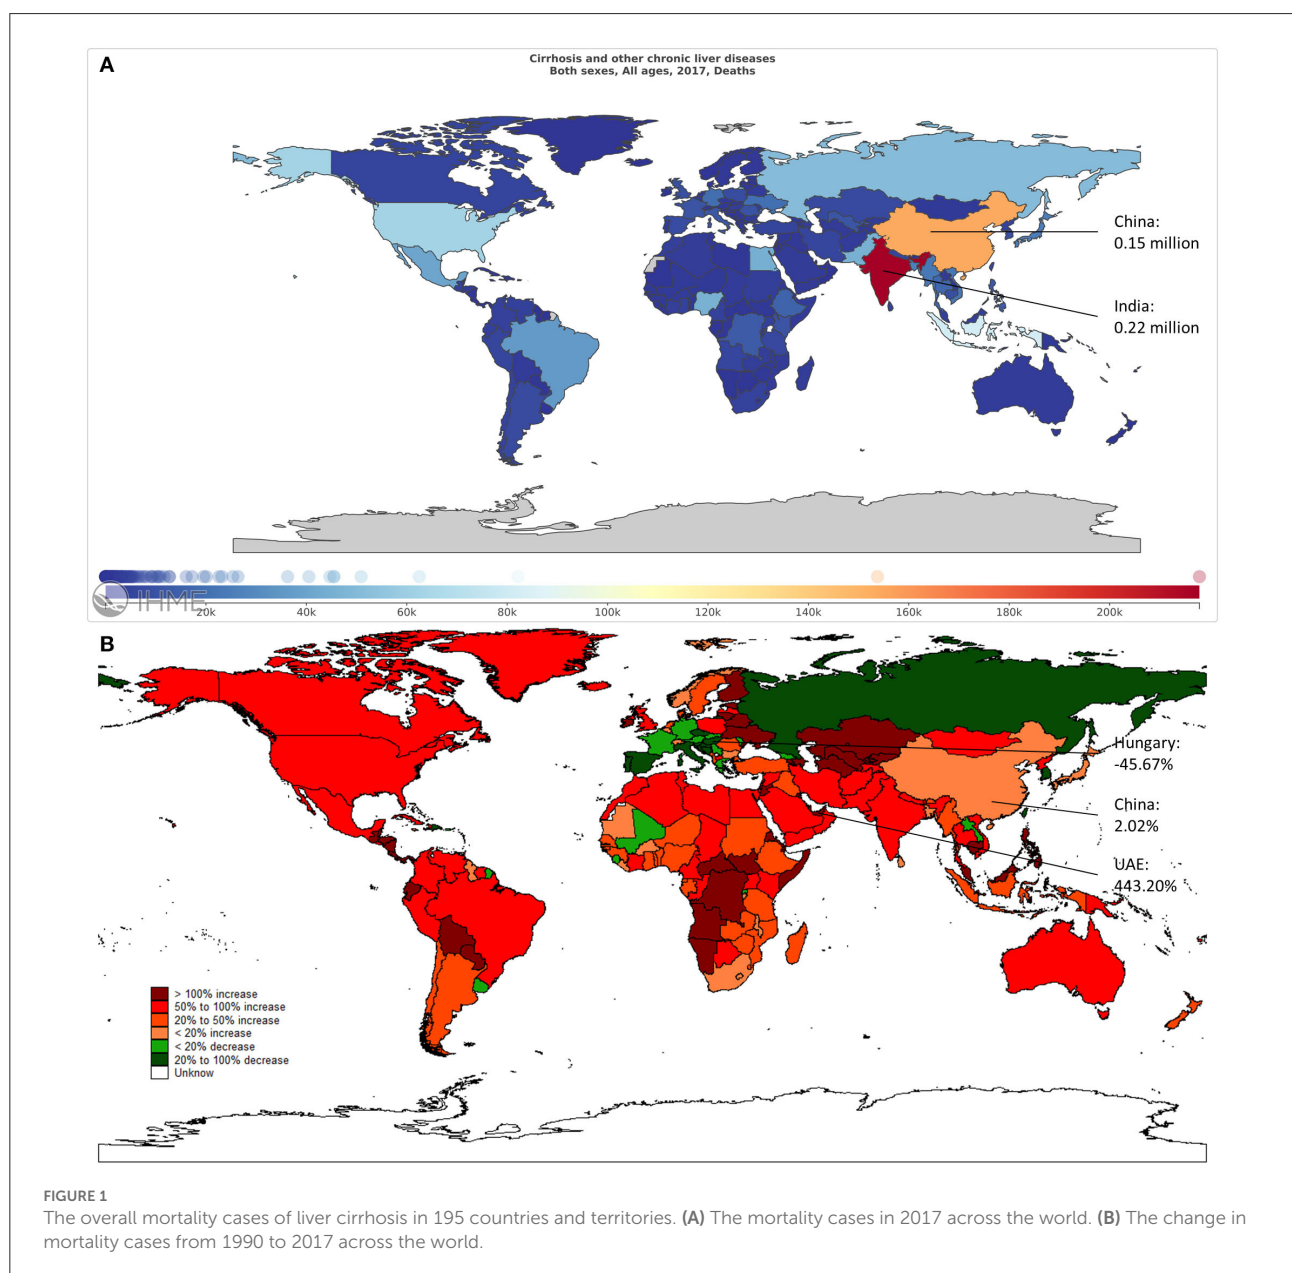 A
Cirrhosis and other chronic liver diseases
Both sexes, All ages, 2017, Deaths
China:
0.15 million
India:
0.22 million
IHME
20k 40k 60k 80k 100k 120k 140k 160k 180k 200k
B
Hungary:
-45.67%
China:
2.02%
UAE:
443.20%
> 100% increase
50% to 100% increase
20% to 50% increase
< 20% increase
< 20% decrease
20% to 100% decrease
Unknow
FIGURE 1
The overall mortality cases of liver cirrhosis in 195 countries and territories. (A) The mortality cases in 2017 across the world. (B) The change in
mortality cases from 1990 to 2017 across the world.